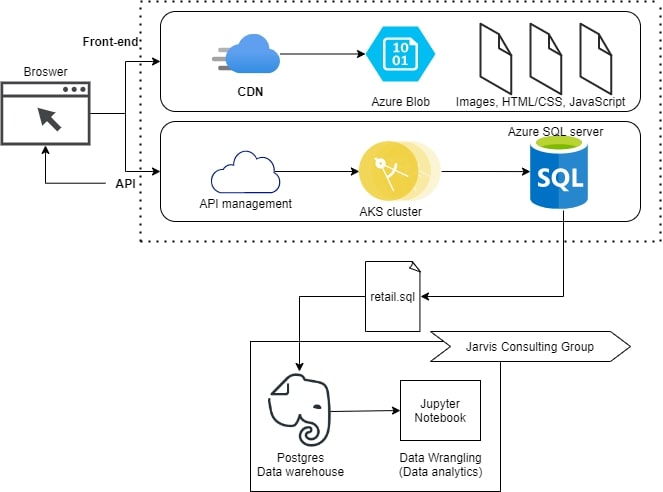 Front-end
Broswer
CDN
10
01
Azure Blob
Images, HTML/CSS, JavaScript
Azure SQL server
API
API management
AKS cluster
SQL
retail.sql
Jarvis Consulting Group
Jupyter
Notebook
Postgres
Data warehouse
Data Wrangling
(Data analytics)